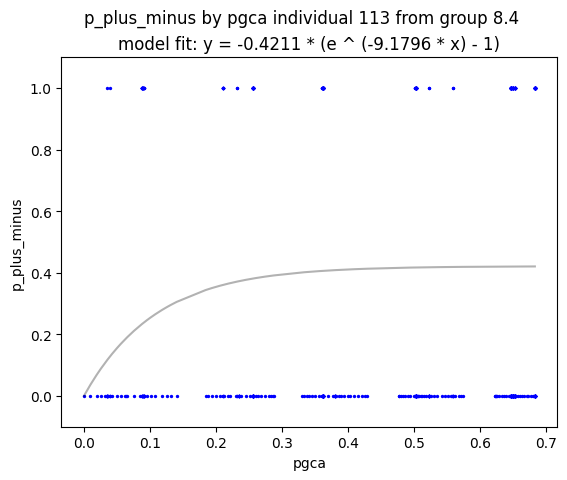 p_plus_minus by pgca individual 113 from group 8.4
model fit: y = -0.4211 * (e ^ (-9.1796 * x) - 1)
1.0
0.8
0.6
0.4
0.2
0.0
p_plus_minus
0.0 0.1 0.2 0.3 0.4 0.5 0.6 0.7
pgca